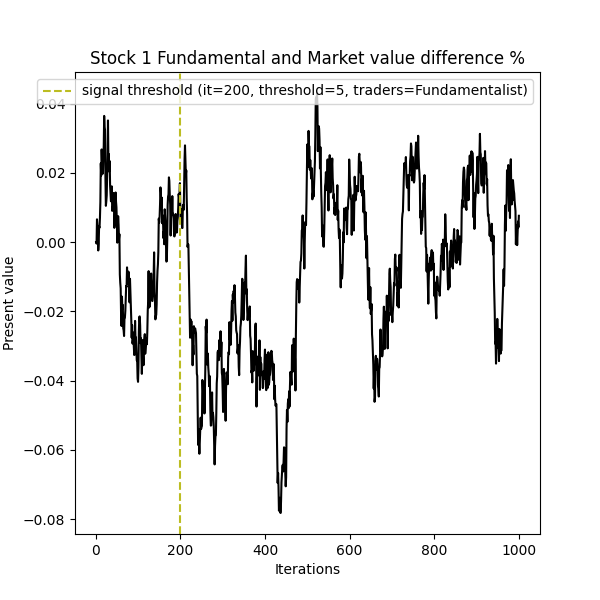 Stock 1 Fundamental and Market value difference %
signal threshold (it=200, threshold=5, traders=Fundamentalist)
0.04
0.02
0.00
−0.02
−0.04
−0.06
−0.08
Present value
0 200 400 600 800 1000
Iterations